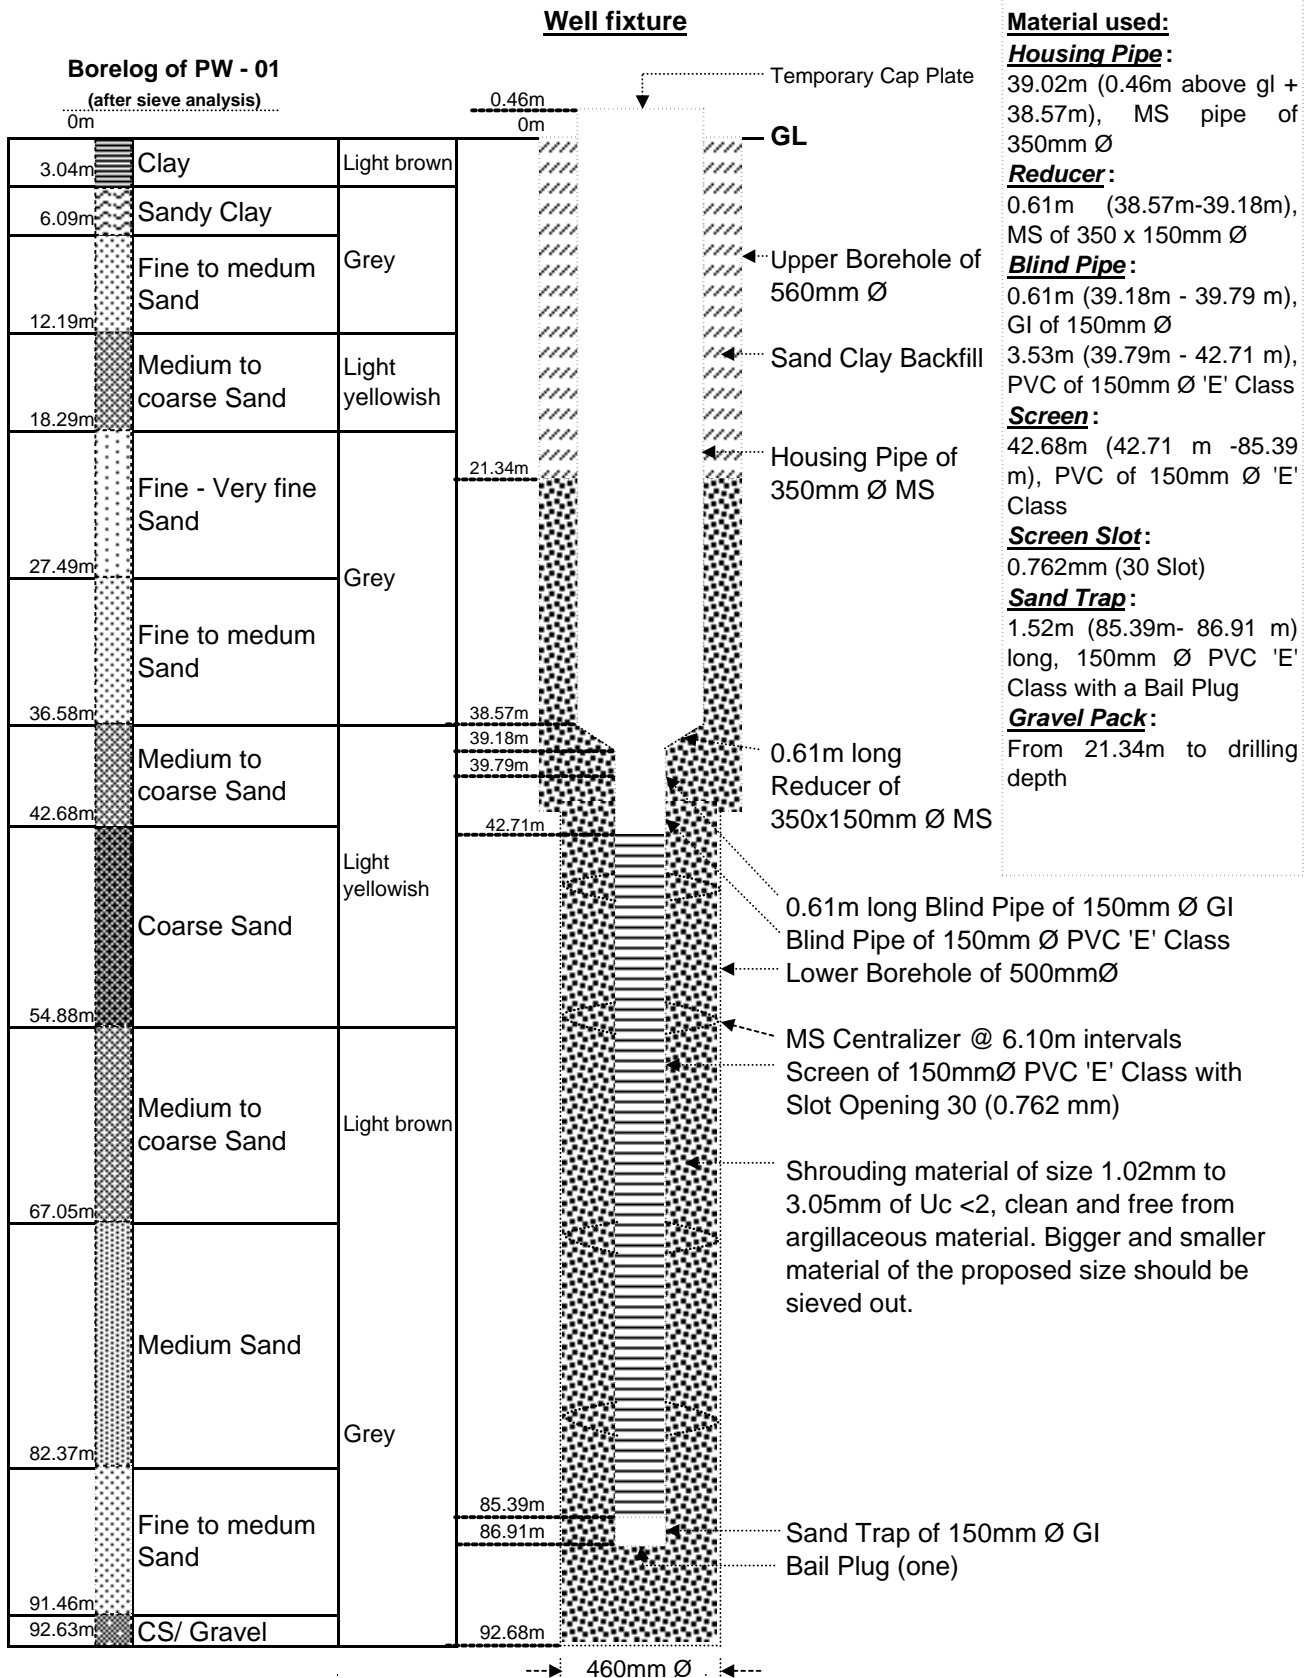 Well fixture
Borelog of PW - 01
(after sieve analysis)
0m
3.04m
Clay
Light brown
6.09m
Sandy Clay
Grey
Fine to medum
Sand
12.19m
Medium to
coarse Sand
Light
yellowish
18.29m
Fine - Very fine
Sand
27.49m
Grey
Fine to medum
Sand
36.58m
Medium to
coarse Sand
42.68m
Light
yellowish
Coarse Sand
54.88m
Medium to
coarse Sand
Light brown
67.05m
Medium Sand
Grey
82.37m
Fine to medum
Sand
91.46m
92.63m
CS/ Gravel
0.46m
0m
21.34m
38.57m
39.18m
39.79m
42.71m
85.39m
86.91m
92.68m
460mm Ø
Temporary Cap Plate
GL
Upper Borehole of
560mm Ø
Sand Clay Backfill
Housing Pipe of
350mm Ø MS
0.61m long
Reducer of
350x150mm Ø MS
0.61m long Blind Pipe of 150mm Ø GI
Blind Pipe of 150mm Ø PVC 'E' Class
Lower Borehole of 500mmØ
MS Centralizer @ 6.10m intervals
Screen of 150mmØ PVC 'E' Class with
Slot Opening 30 (0.762 mm)
Shrouding material of size 1.02mm to
3.05mm of Uc <2, clean and free from
argillaceous material. Bigger and smaller
material of the proposed size should be
sieved out.
Sand Trap of 150mm Ø GI
Bail Plug (one)
Material used:
Housing Pipe:
39.02m (0.46m above gl +
38.57m), MS pipe of
350mm Ø
Reducer:
0.61m (38.57m-39.18m),
MS of 350 x 150mm Ø
Blind Pipe:
0.61m (39.18m - 39.79 m),
GI of 150mm Ø
3.53m (39.79m - 42.71 m),
PVC of 150mm Ø 'E' Class
Screen:
42.68m (42.71 m -85.39
m), PVC of 150mm Ø 'E'
Class
Screen Slot:
0.762mm (30 Slot)
Sand Trap:
1.52m (85.39m- 86.91 m)
long, 150mm Ø PVC 'E'
Class with a Bail Plug
Gravel Pack:
From 21.34m to drilling
depth